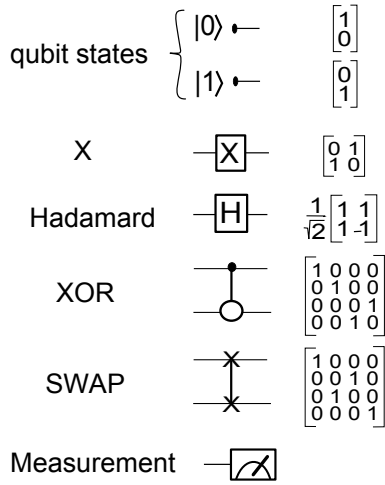 qubit states
|0⟩
[1
0]
|1⟩
[0
1]
X
X
[0 1
1 0]
Hadamard
H
1/√2 [1 1
1 -1]
XOR
[1 0 0 0
0 1 0 0
0 0 0 1
0 0 1 0]
SWAP
[1 0 0 0
0 0 1 0
0 1 0 0
0 0 0 1]
Measurement